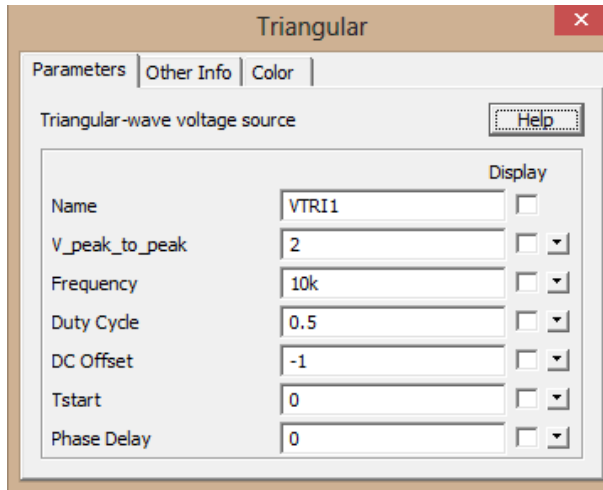 Triangular
Parameters Other Info Color
Triangular-wave voltage source Help
Display
Name VTRI1
V_peak_to_peak 2
Frequency 10k
Duty Cycle 0.5
DC Offset -1
Tstart 0
Phase Delay 0